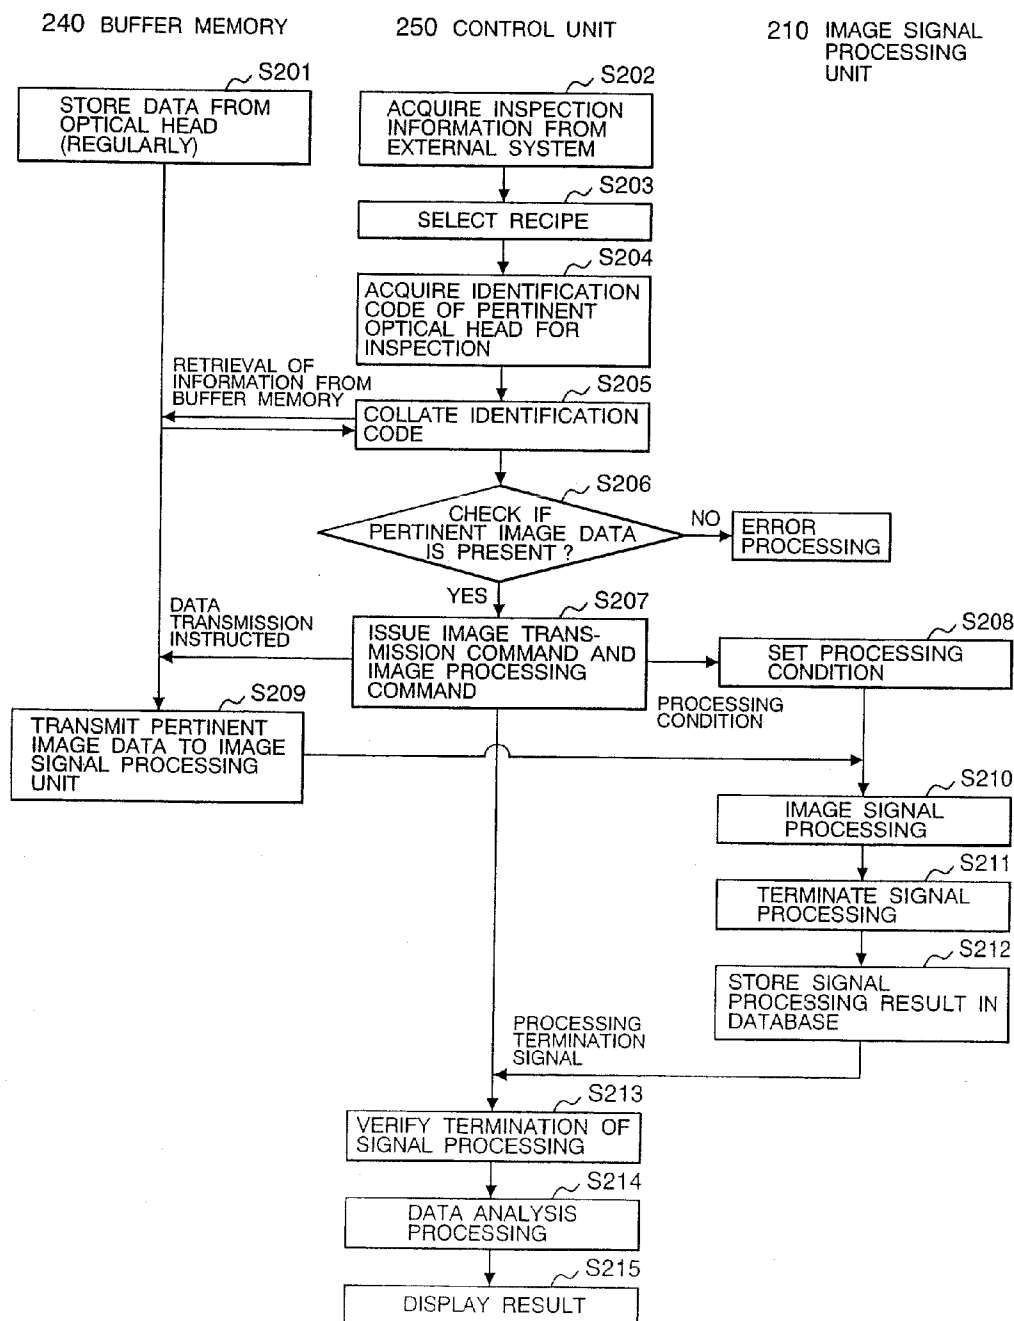 240 BUFFER MEMORY
250 CONTROL UNIT
210 IMAGE SIGNAL
PROCESSING
UNIT
S201
STORE DATA FROM
OPTICAL HEAD
(REGULARLY)
S202
ACQUIRE INSPECTION
INFORMATION FROM
EXTERNAL SYSTEM
S203
SELECT RECIPE
S204
ACQUIRE IDENTIFICATION
CODE OF PERTINENT
OPTICAL HEAD FOR
INSPECTION
RETRIEVAL OF
INFORMATION FROM
BUFFER MEMORY
S205
COLLATE IDENTIFICATION
CODE
S206
CHECK IF
PERTINENT IMAGE DATA
IS PRESENT ?
NO
ERROR
PROCESSING
YES
DATA
TRANSMISSION
INSTRUCTED
S207
ISSUE IMAGE TRANS-
MISSION COMMAND AND
IMAGE PROCESSING
COMMAND
S208
SET PROCESSING
CONDITION
PROCESSING
CONDITION
S209
TRANSMIT PERTINENT
IMAGE DATA TO IMAGE
SIGNAL PROCESSING
UNIT
S210
IMAGE SIGNAL
PROCESSING
S211
TERMINATE SIGNAL
PROCESSING
S212
STORE SIGNAL
PROCESSING RESULT IN
DATABASE
PROCESSING
TERMINATION
SIGNAL
S213
VERIFY TERMINATION OF
SIGNAL PROCESSING
S214
DATA ANALYSIS
PROCESSING
S215
DISPLAY RESULT